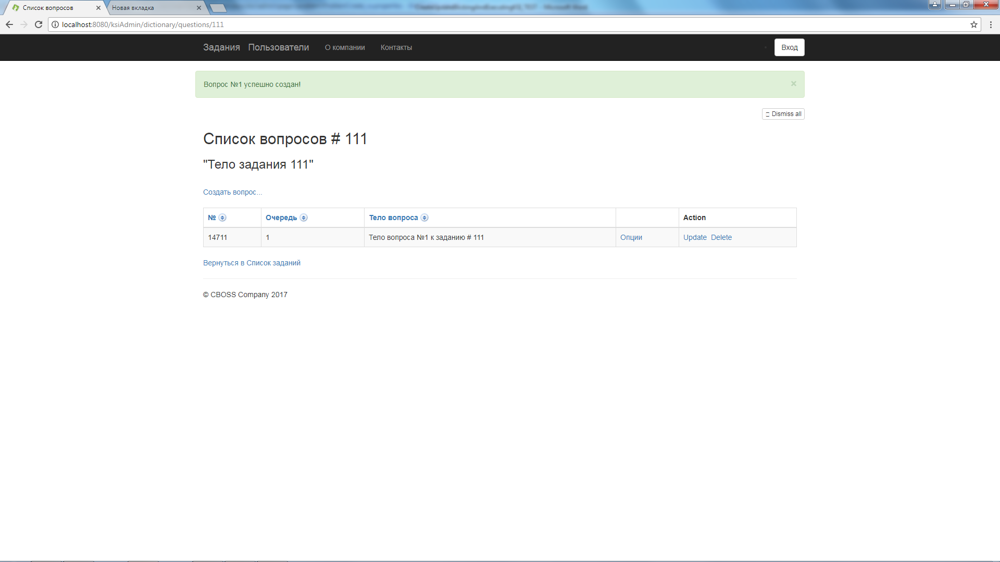 Список вопросов
Новая вкладка
localhost:8080/ksiAdmin/dictionary/questions/111
Задания Пользователи О компании Контакты Вход
Вопрос №1 успешно создан!
Dismiss all
Список вопросов # 111
"Тело задания 111"
Создать вопрос...
№ Очередь Тело вопроса Action
14711 1 Тело вопроса №1 к заданию # 111 Опции Update Delete
Вернуться в Список заданий
© CBOSS Company 2017